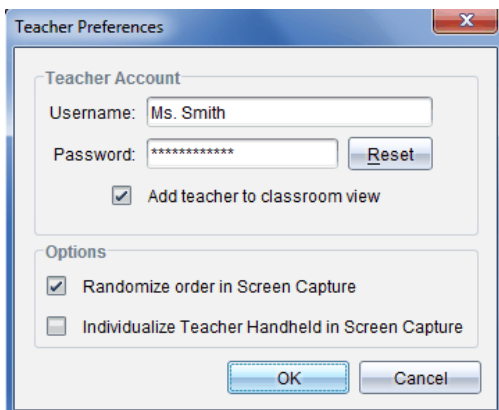 Teacher Preferences
Teacher Account
Username: Ms. Smith
Password: ************ Reset
Add teacher to classroom view
Options
Randomize order in Screen Capture
Individualize Teacher Handheld in Screen Capture
OK Cancel